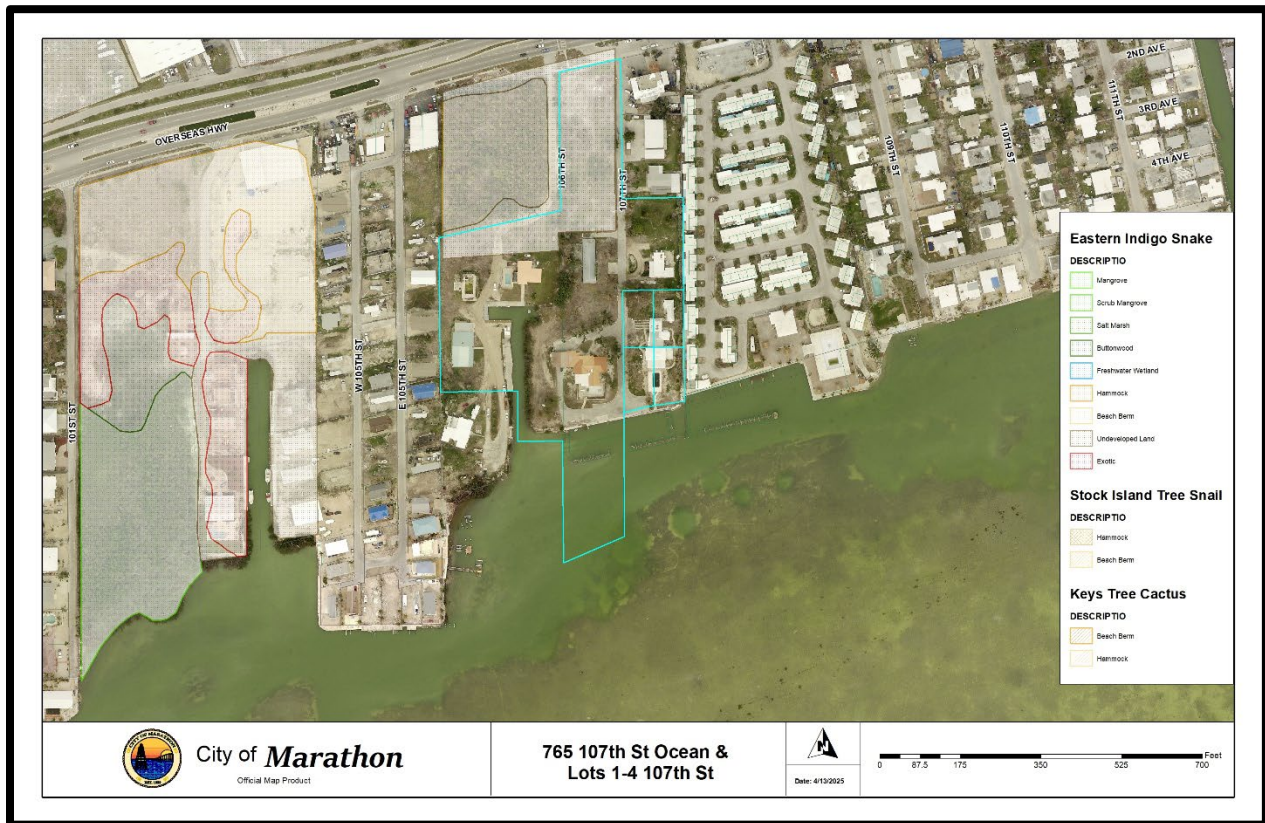 OVERSEAS HWY
2ND AVE
111TH ST
3RD AVE
110TH ST
109TH ST
4TH AVE
106TH ST
107TH ST
W 105TH ST
E 105TH ST
101ST ST
Eastern Indigo Snake
DESCRIPTIO
Mangrove
Scrub Mangrove
Salt Marsh
Buttonwood
Freshwater Wetland
Hammock
Beach Berm
Undeveloped Land
Exotic
Stock Island Tree Snail
DESCRIPTIO
Hammock
Beach Berm
Keys Tree Cactus
DESCRIPTIO
Beach Berm
Hammock
CITY OF MARATHON
City of Marathon
Official Map Product
765 107th St Ocean &
Lots 1-4 107th St
N
Date: 4/13/2025
Feet
0 87.5 175 350 525 700